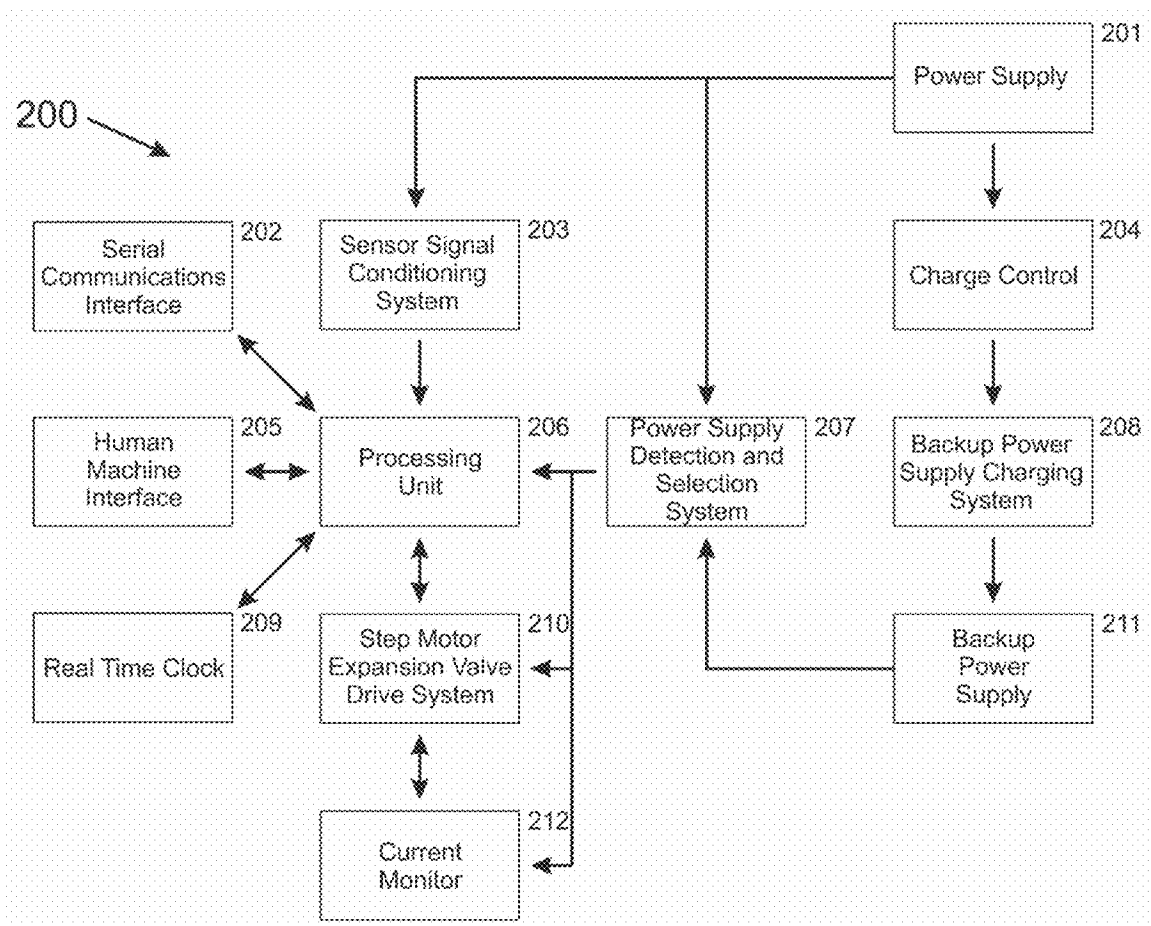 201
Power Supply
200
202
Serial
Communications
Interface
203
Sensor Signal
Conditioning
System
204
Charge Control
205
Human
Machine
Interface
206
Processing
Unit
207
Power Supply
Detection and
Selection
System
208
Backup Power
Supply Charging
System
209
Real Time Clock
210
Step Motor
Expansion Valve
Drive System
211
Backup
Power
Supply
212
Current
Monitor